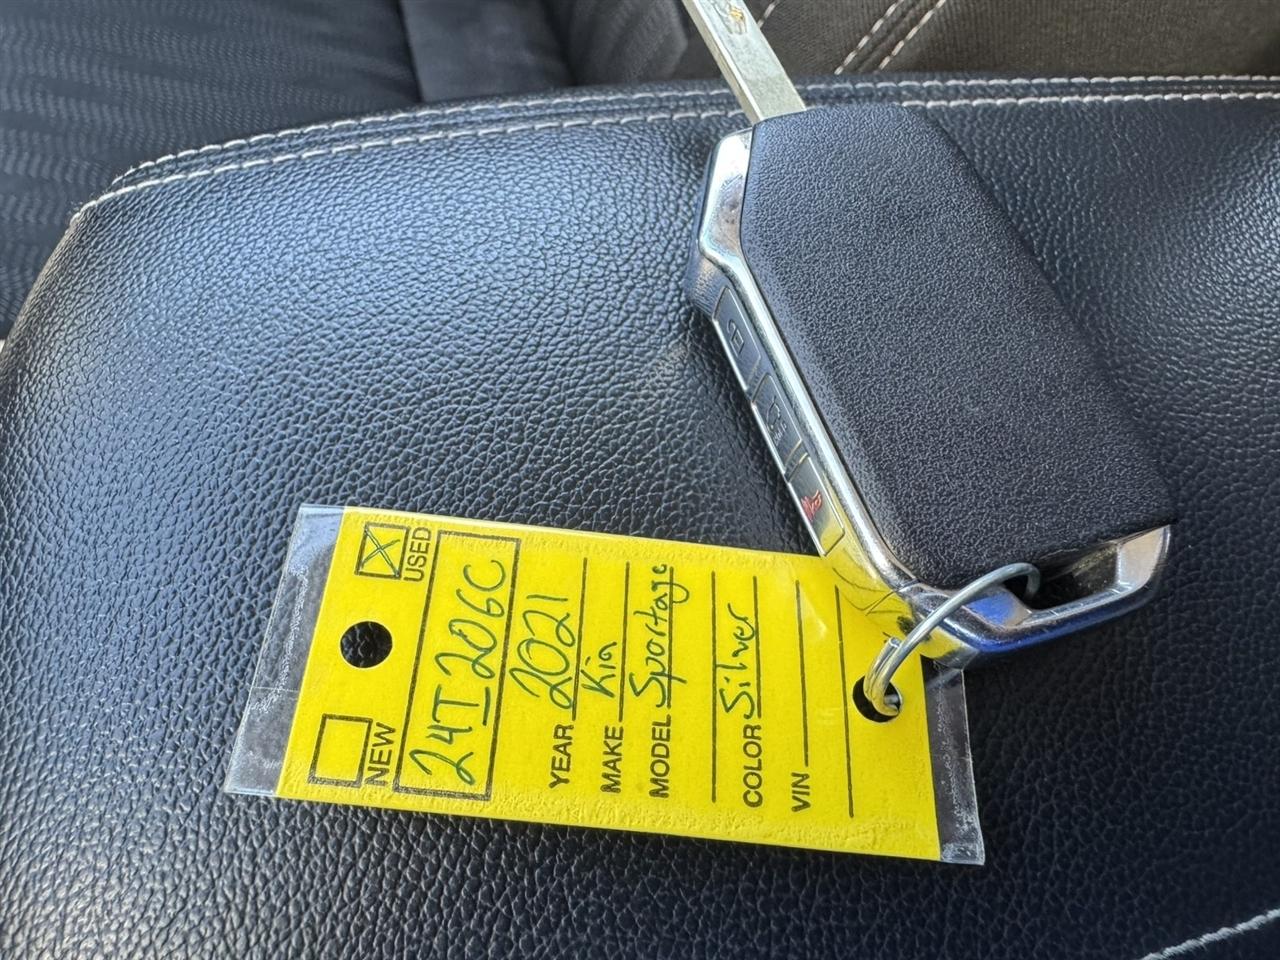 NEW USED
24T206C
YEAR 2021
MAKE Kia
MODEL Sportage
COLOR Silver
VIN